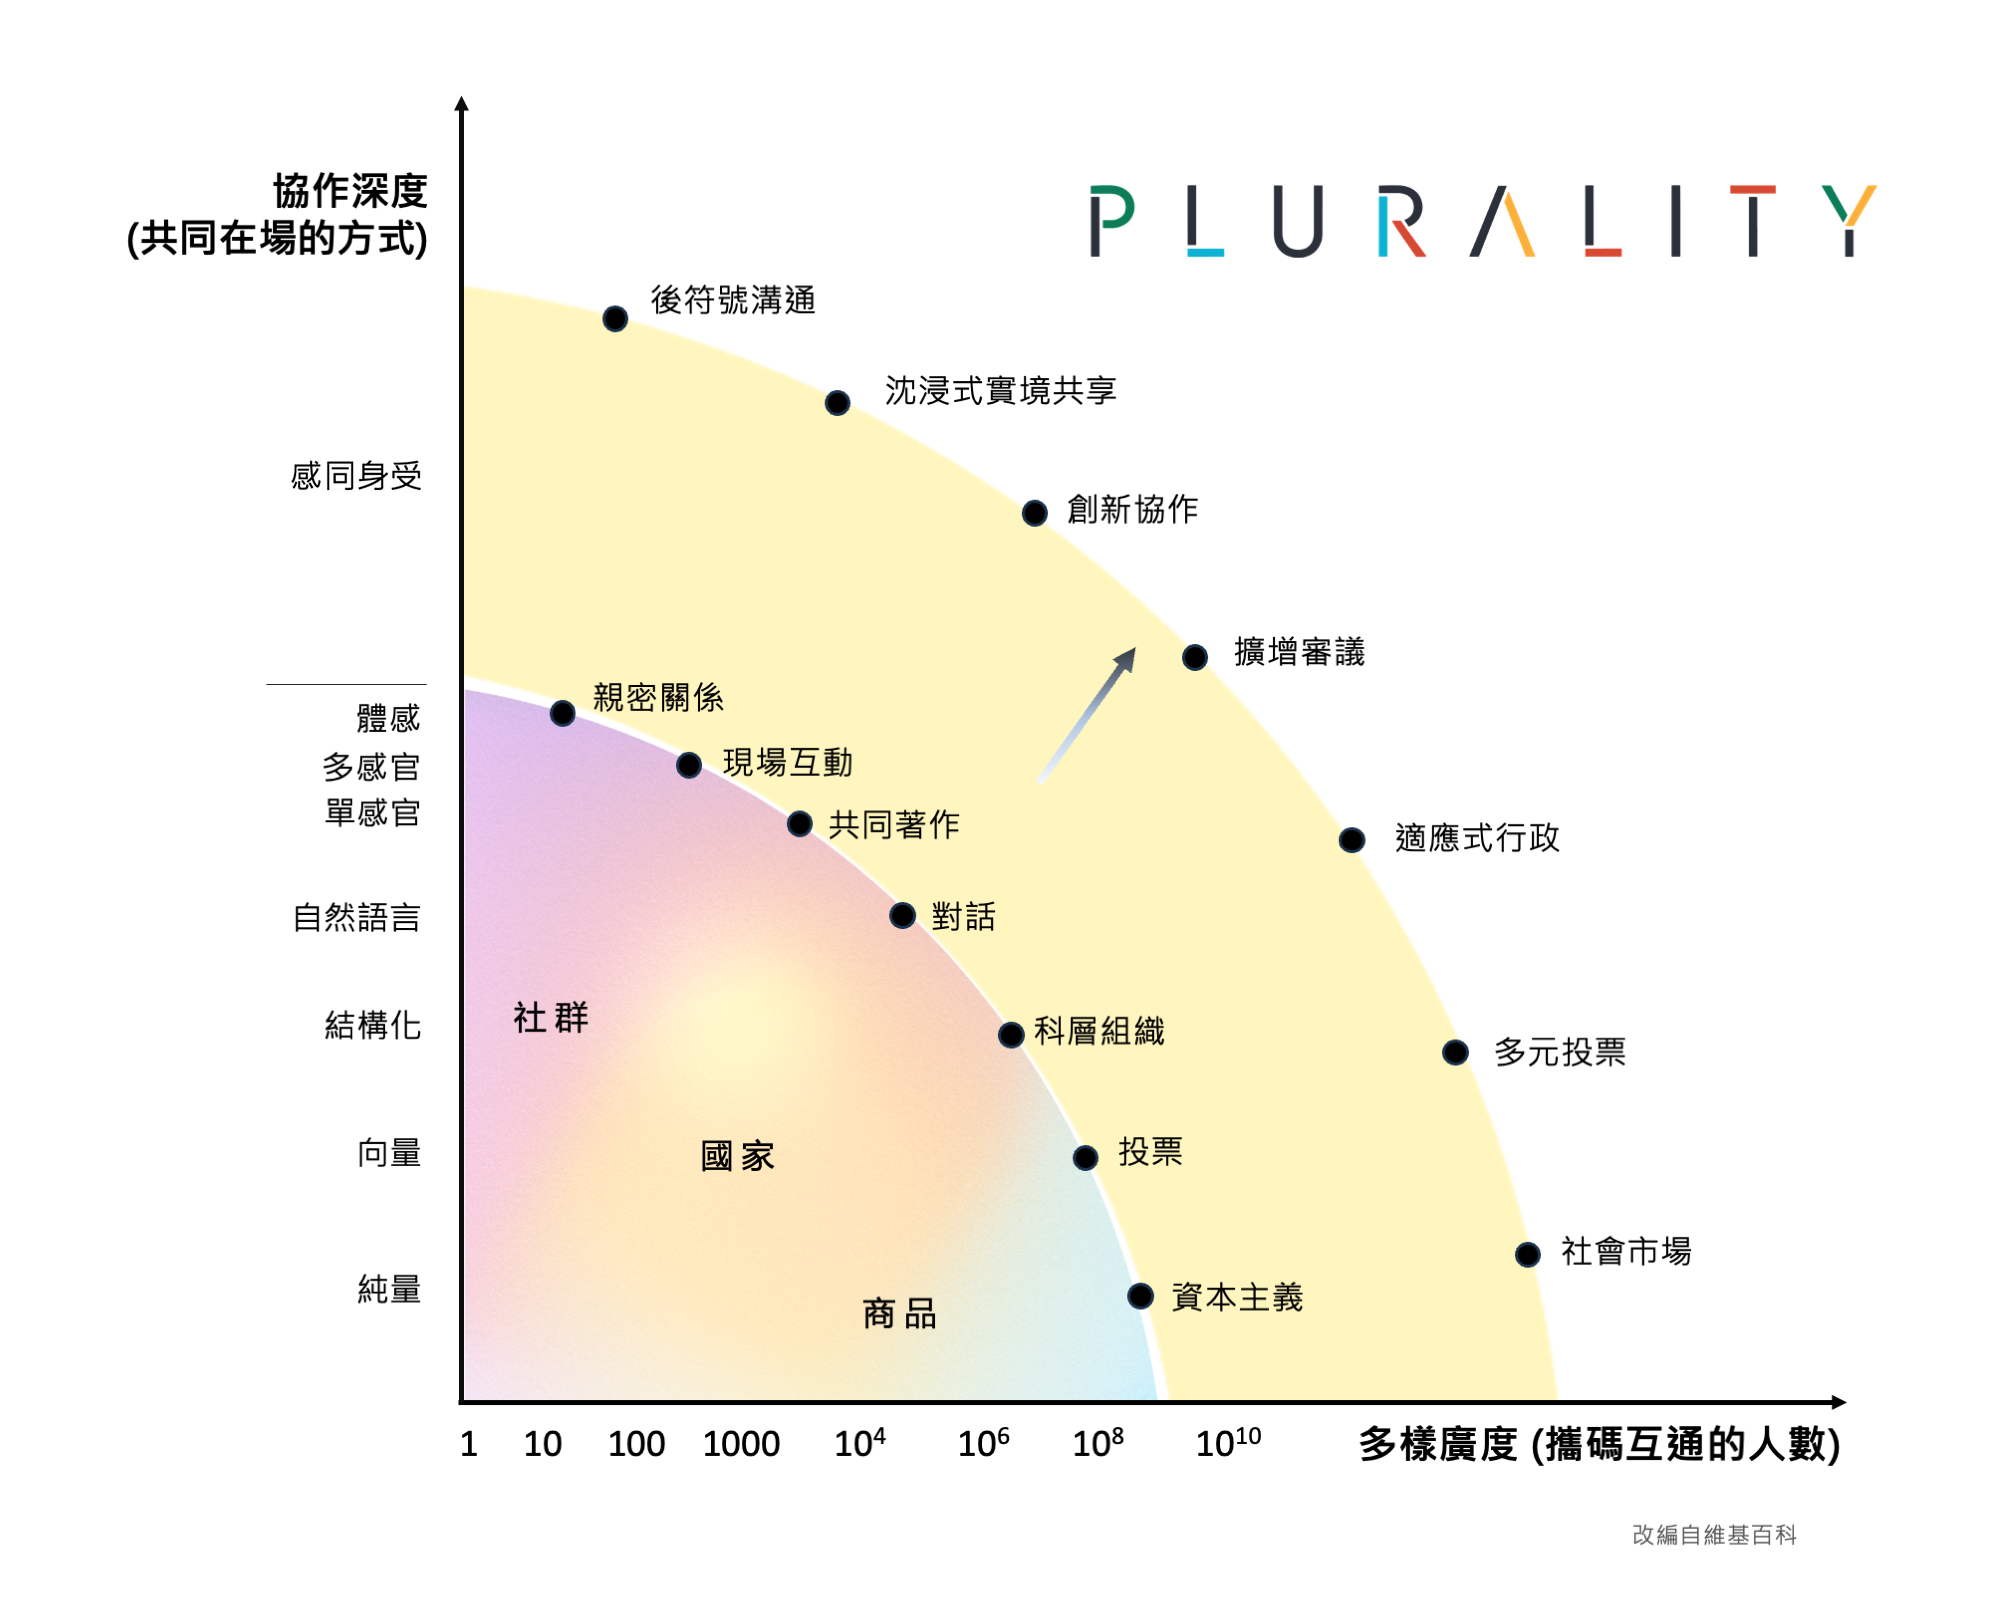 PLURALITY
協作深度
(共同在場的方式)
後符號溝通
沈浸式實境共享
感同身受
創新協作
擴增審議
親密關係
體感
現場互動
多感官
單感官
共同著作
適應式行政
自然語言
對話
社群
結構化
科層組織
多元投票
向量
國家
投票
社會市場
純量
商品
資本主義
1 10 100 1000 10⁴ 10⁶ 10⁸ 10¹⁰ 多樣廣度 (攜碼互通的人數)
改編自維基百科